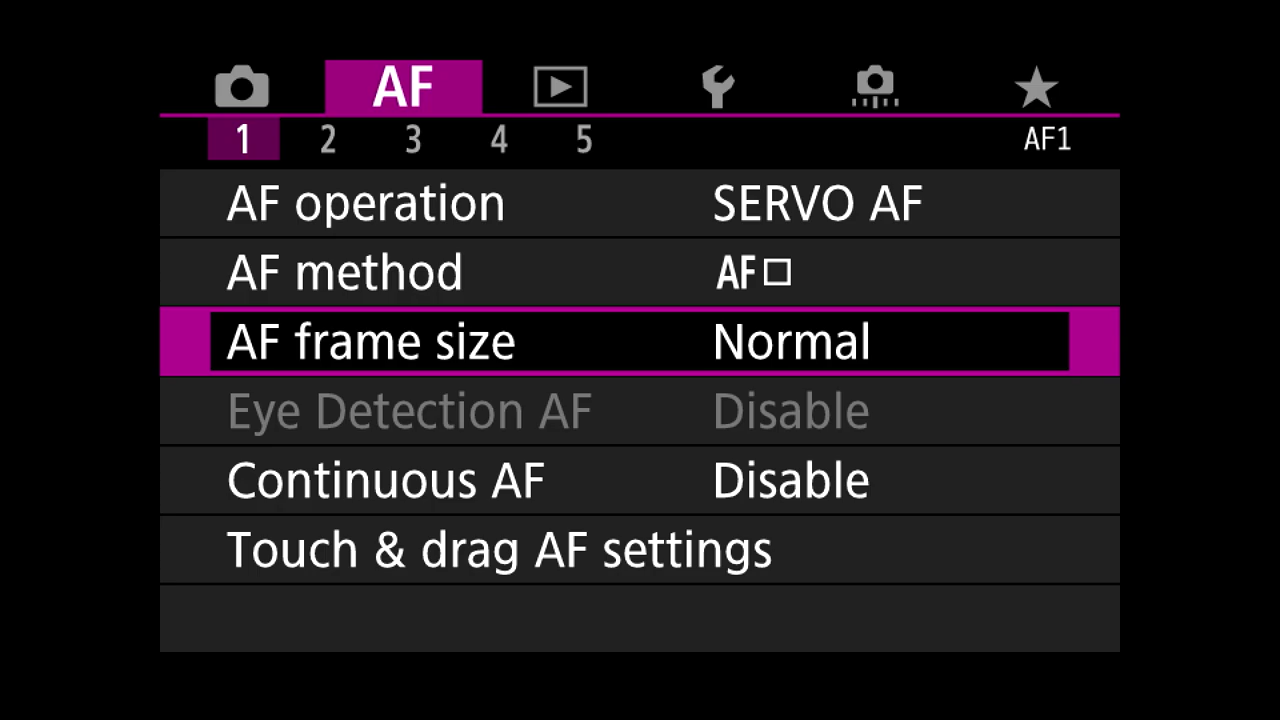 AF
1 2 3 4 5 AF1
AF operation SERVO AF
AF method AF
AF frame size Normal
Eye Detection AF Disable
Continuous AF Disable
Touch & drag AF settings